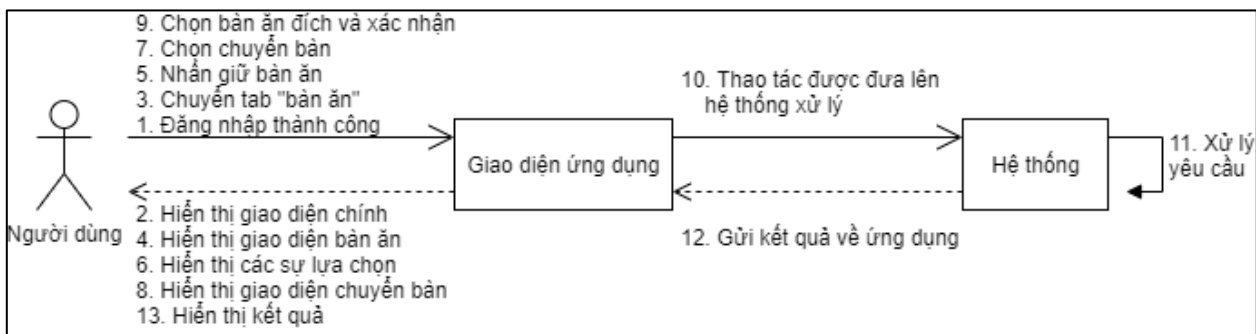 9. Chọn bàn ăn đích và xác nhận
7. Chọn chuyển bàn
5. Nhấn giữ bàn ăn
3. Chuyển tab "bàn ăn"
1. Đăng nhập thành công
10. Thao tác được đưa lên
hệ thống xử lý
Giao diện ứng dụng
Hệ thống
11. Xử lý
yêu cầu
Người dùng
2. Hiển thị giao diện chính
4. Hiển thị giao diện bàn ăn
6. Hiển thị các sự lựa chọn
8. Hiển thị giao diện chuyển bàn
13. Hiển thị kết quả
12. Gửi kết quả về ứng dụng